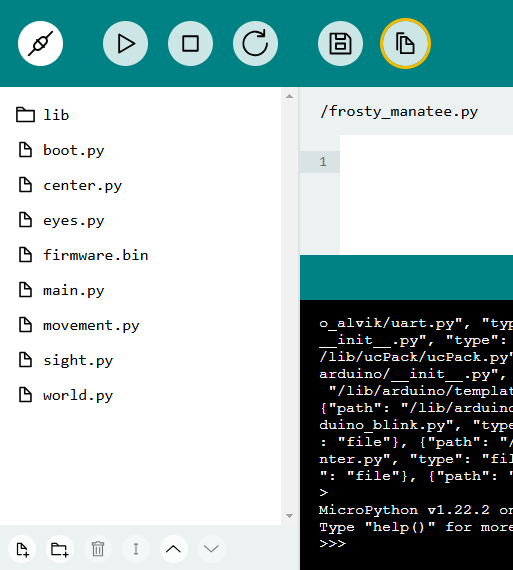 lib
boot.py
center.py
eyes.py
firmware.bin
main.py
movement.py
sight.py
world.py
/frosty_manatee.py
1
o_alvik/uart.py", "typ
__init__.py", "type":
/lib/ucPack/ucPack.py"
arduino/__init__.py",
"/lib/arduino/templat
{"path": "/lib/arduino
duino_blink.py", "type
: "file"}, {"path": "/
nter.py", "type": "fil
": "file"}, {"path": "
>
MicroPython v1.22.2 on
Type "help()" for more
>>>